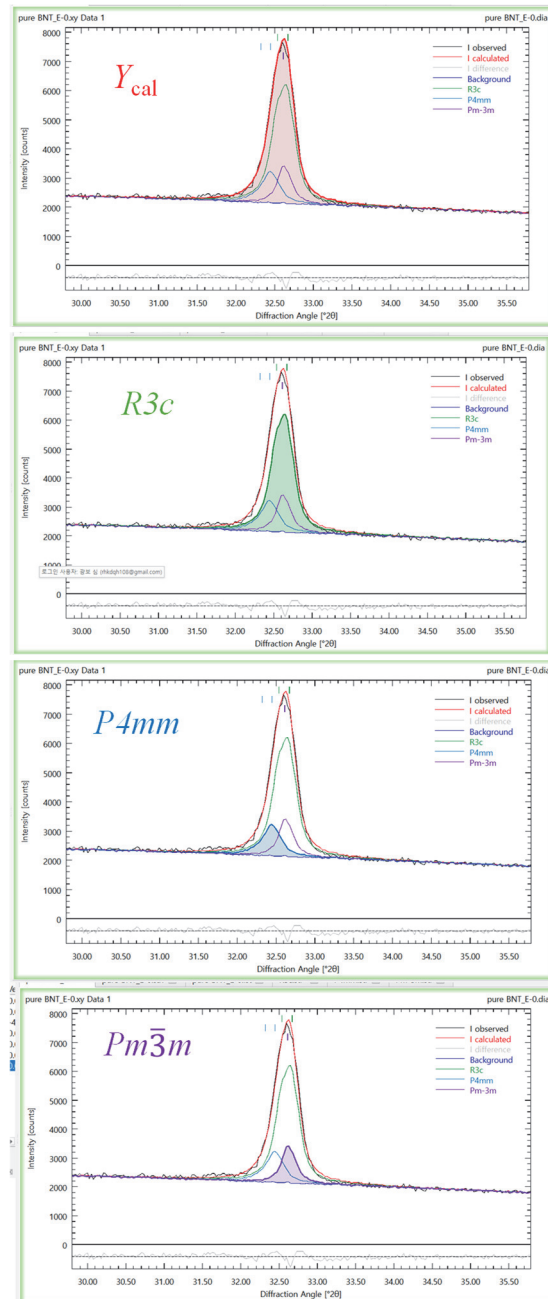 pure BNT_E-0.xy Data 1
pure BNT_E-0.dia
8000
7000
6000
5000
4000
3000
2000
1000
0
Intensity [counts]
Ycal
I observed
I calculated
I difference
Background
R3c
P4mm
Pm-3m
30.00 30.50 31.00 31.50 32.00 32.50 33.00 33.50 34.00 34.50 35.00 35.50
Diffraction Angle [°2θ]
pure BNT_E-0.xy Data 1
pure BNT_E-0.dia
8000
7000
6000
5000
4000
3000
2000
0
Intensity [counts]
R3c
I observed
I calculated
I difference
Background
R3c
P4mm
Pm-3m
30.00 30.50 31.00 31.50 32.00 32.50 33.00 33.50 34.00 34.50 35.00 35.50
Diffraction Angle [°2θ]
pure BNT_E-0.xy Data 1
pure BNT_E-0.dia
8000
7000
6000
5000
4000
3000
2000
1000
0
Intensity [counts]
P4mm
I observed
I calculated
I difference
Background
R3c
P4mm
Pm-3m
30.00 30.50 31.00 31.50 32.00 32.50 33.00 33.50 34.00 34.50 35.00 35.50
Diffraction Angle [°2θ]
pure BNT_E-0.xy Data 1
pure BNT_E-0.dia
8000
7000
6000
5000
4000
3000
2000
1000
0
Intensity [counts]
Pm3̅m
I observed
I calculated
I difference
Background
R3c
P4mm
Pm-3m
30.00 30.50 31.00 31.50 32.00 32.50 33.00 33.50 34.00 34.50 35.00 35.50
Diffraction Angle [°2θ]